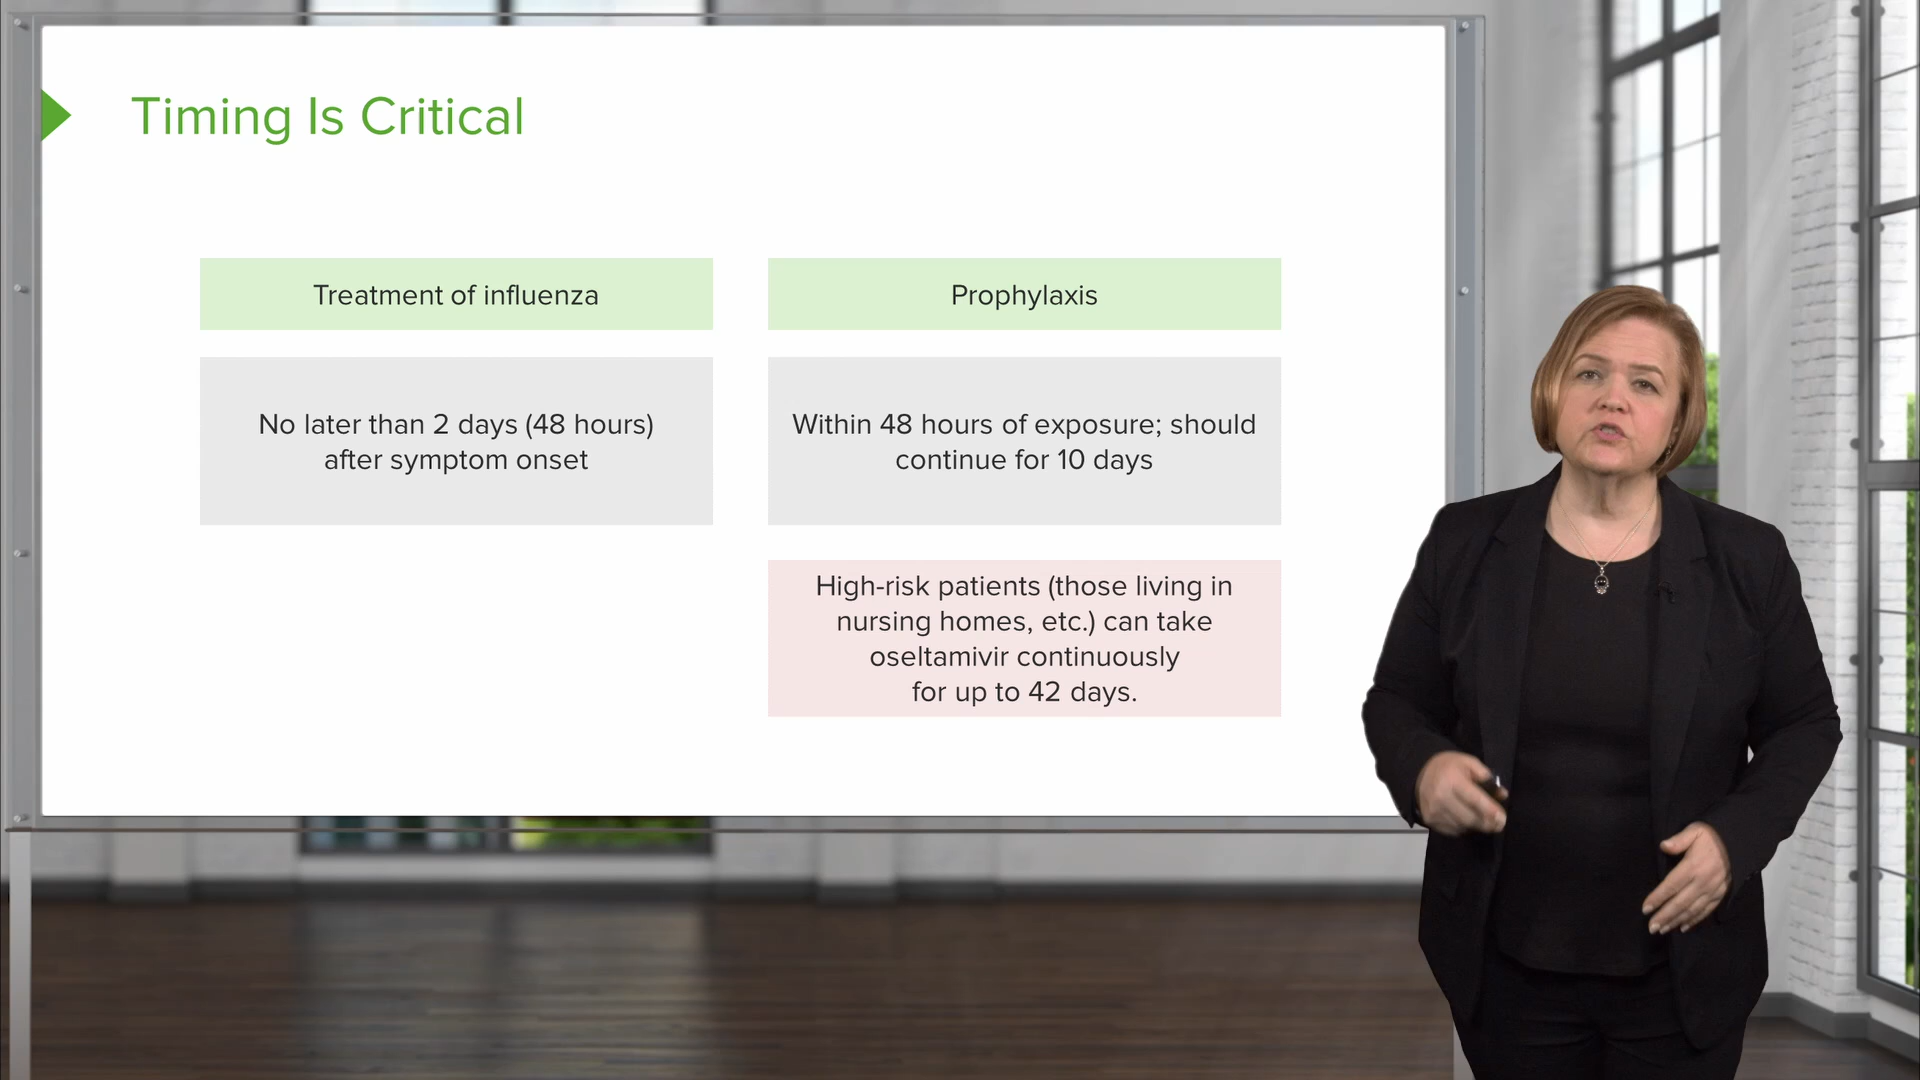 Timing Is Critical
Treatment of influenza
No later than 2 days (48 hours)
after symptom onset
Prophylaxis
Within 48 hours of exposure; should
continue for 10 days
High-risk patients (those living in
nursing homes, etc.) can take
oseltamivir continuously
for up to 42 days.